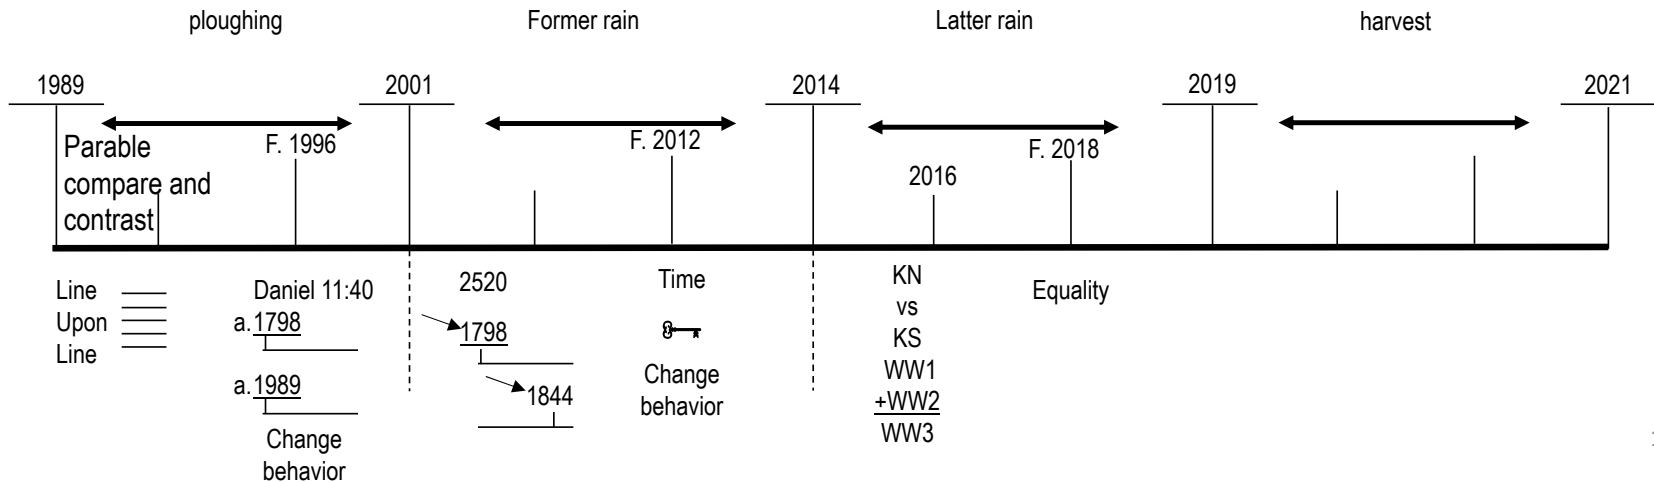 ploughing
Former rain
Latter rain
harvest
1989
2001
2014
2019
2021
Parable
compare and
contrast
F. 1996
F. 2012
2016
F. 2018
Line
Upon
Line
Daniel 11:40
a.1798
a.1989
Change
behavior
2520
1798
1844
Time
Change
behavior
KN
vs
KS
WW1
+WW2
WW3
Equality